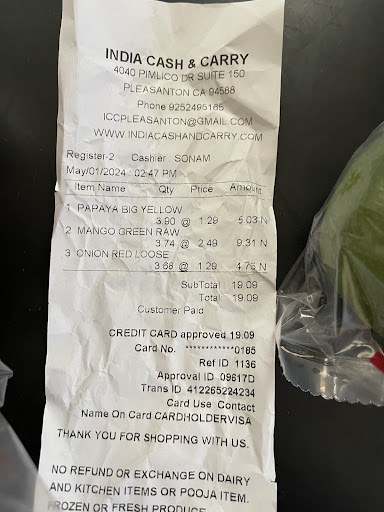 INDIA CASH & CARRY
4040 PIMLICO DR SUITE 150
PLEASANTON CA 94588
Phone 9252495165
ICCPLEASANTON@GMAIL.COM
WWW.INDIACASHANDCARRY.COM
Register-2 Cashier : SONAM
May/01/2024 : 02:47 PM
Item Name Qty Price Amount
1 PAPAYA BIG YELLOW
3.90 @ 1.29 5.03 N
2 MANGO GREEN RAW
3.74 @ 2.49 9.31 N
3 ONION RED LOOSE
3.68 @ 1.29 4.75 N
SubTotal 19.09
Total 19.09
Customer Paid
CREDIT CARD approved 19.09
Card No. ************0185
Ref ID 1136
Approval ID 09617D
Trans ID 412265224234
Card Use Contact
Name On Card CARDHOLDERVISA
THANK YOU FOR SHOPPING WITH US.
NO REFUND OR EXCHANGE ON DAIRY
AND KITCHEN ITEMS OR POOJA ITEM.
FROZEN OR FRESH PRODUCE